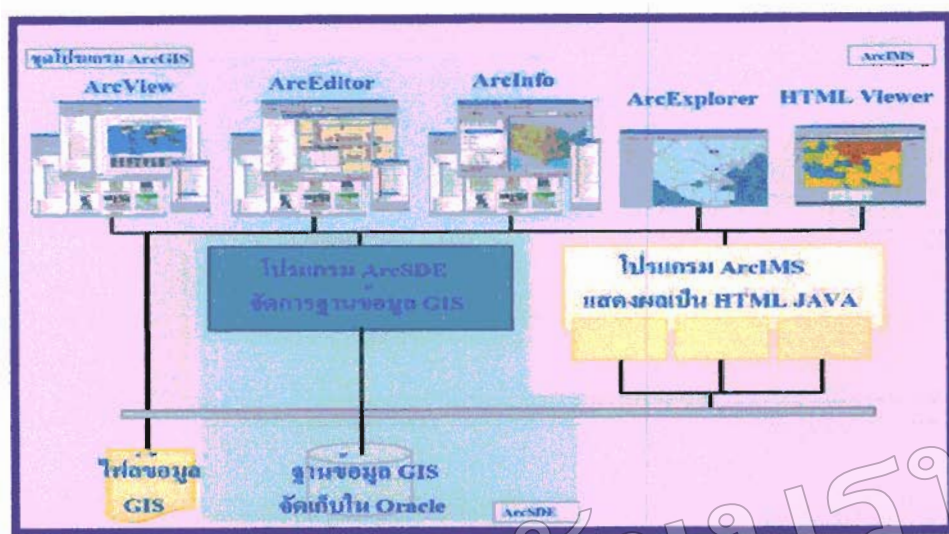 ชุดโปรแกรม ArcGIS
ArcIMS
ArcView
ArcEditor
ArcInfo
ArcExplorer
HTML Viewer
โปรแกรม ArcSDE
จัดการฐานข้อมูล GIS
โปรแกรม ArcIMS
แสดงผลเป็น HTML JAVA
ไฟล์ข้อมูล
GIS
ฐานข้อมูล GIS
จัดเก็บใน Oracle
ArcSDE